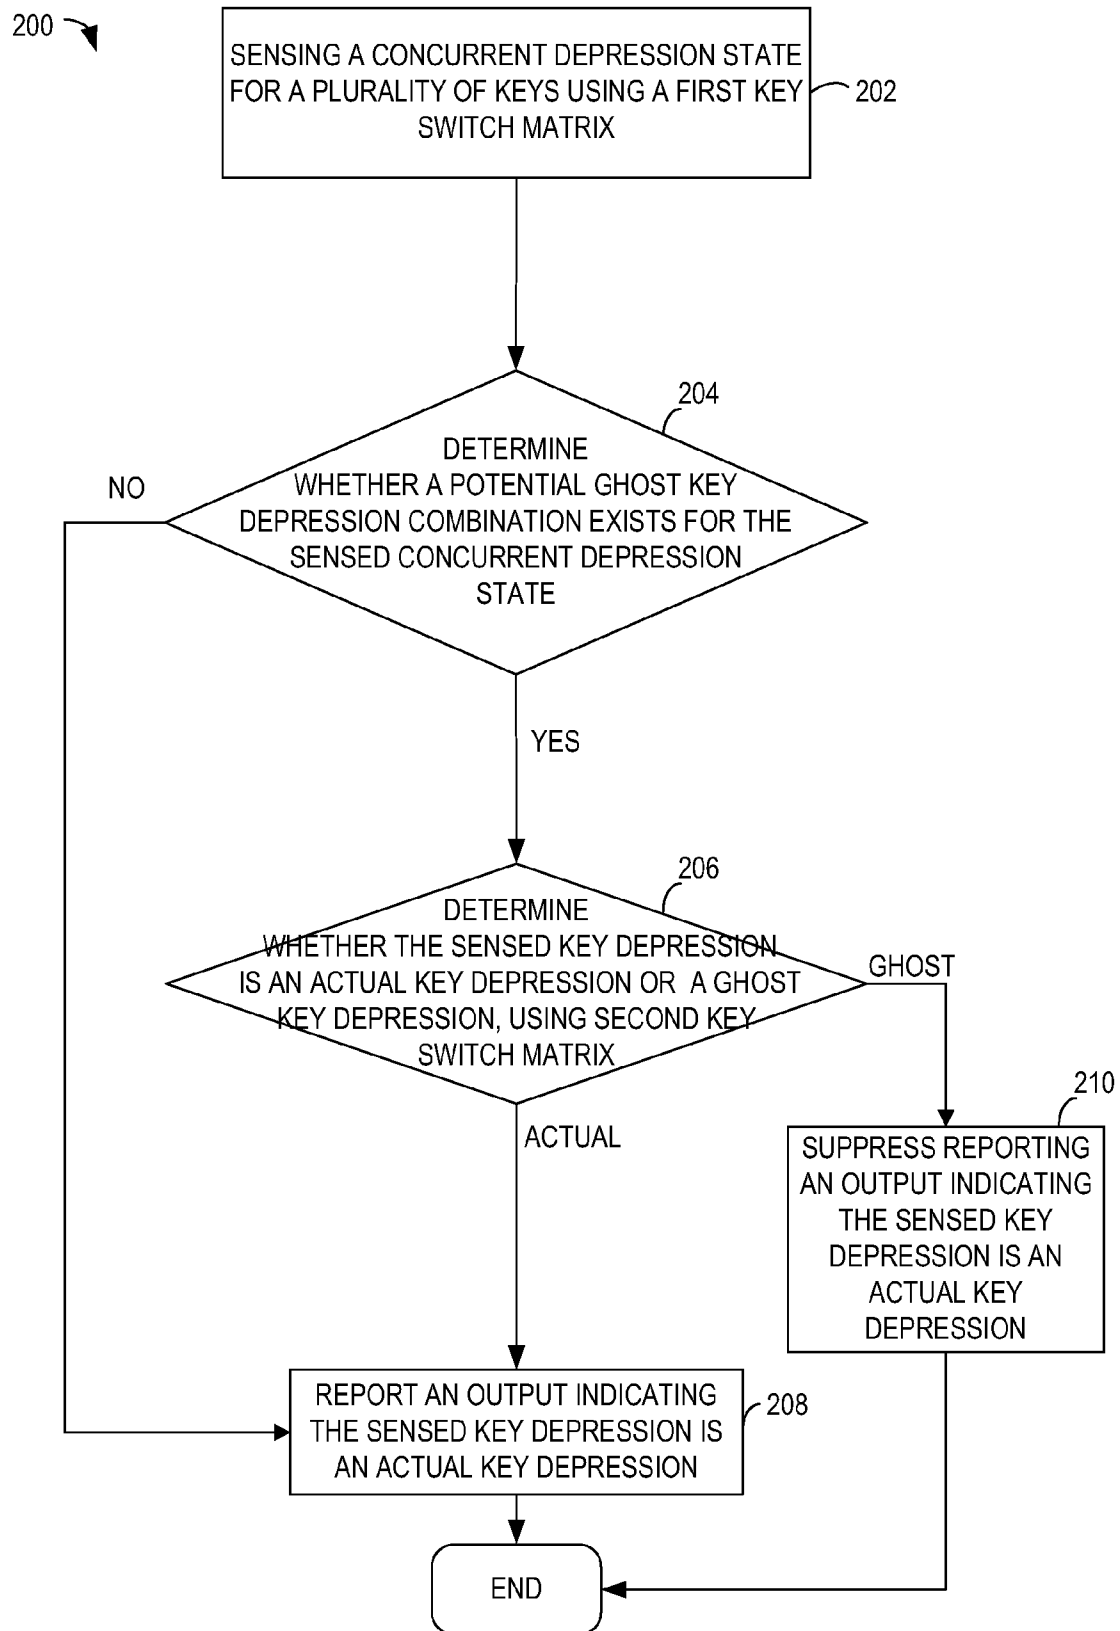 200
SENSING A CONCURRENT DEPRESSION STATE
FOR A PLURALITY OF KEYS USING A FIRST KEY
SWITCH MATRIX
202
204
DETERMINE
WHETHER A POTENTIAL GHOST KEY
DEPRESSION COMBINATION EXISTS FOR THE
SENSED CONCURRENT DEPRESSION
STATE
NO
YES
206
DETERMINE
WHETHER THE SENSED KEY DEPRESSION
IS AN ACTUAL KEY DEPRESSION OR A GHOST
KEY DEPRESSION, USING SECOND KEY
SWITCH MATRIX
GHOST
ACTUAL
210
SUPPRESS REPORTING
AN OUTPUT INDICATING
THE SENSED KEY
DEPRESSION IS AN
ACTUAL KEY
DEPRESSION
REPORT AN OUTPUT INDICATING
THE SENSED KEY DEPRESSION IS
AN ACTUAL KEY DEPRESSION
208
END